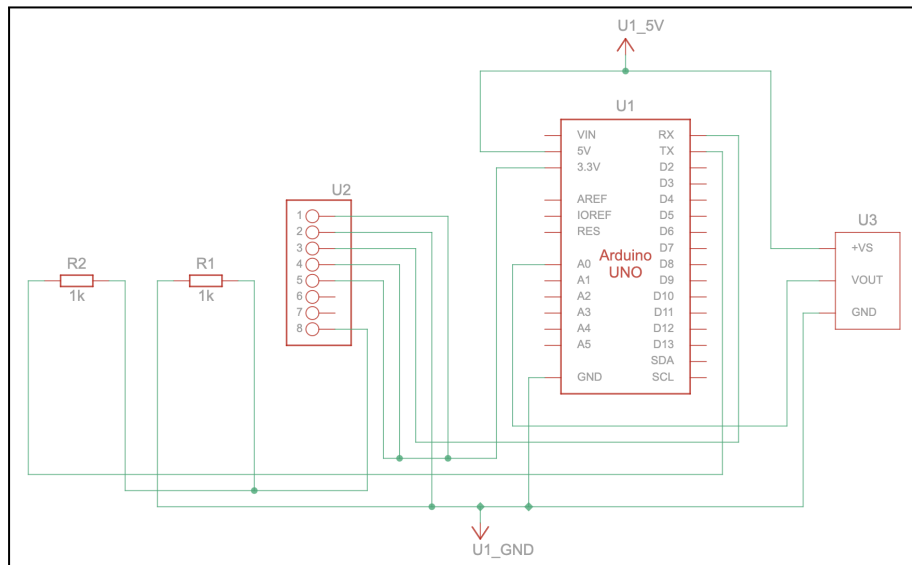 U1_5V
U1
VIN
5V
3.3V
AREF
IOREF
RES
A0
A1
A2
A3
A4
A5
GND
Arduino
UNO
RX
TX
D2
D3
D4
D5
D6
D7
D8
D9
D10
D11
D12
D13
SDA
SCL
U2
1
2
3
4
5
6
7
8
R2
1k
R1
1k
U3
+VS
VOUT
GND
U1_GND